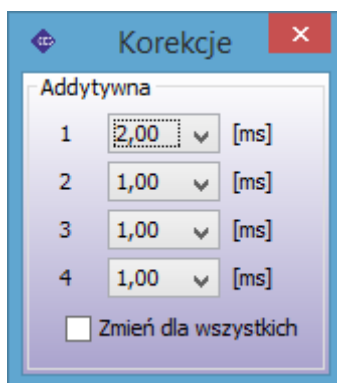 Korekcje
Addytywna
1 2,00 [ms]
2 1,00 [ms]
3 1,00 [ms]
4 1,00 [ms]
Zmień dla wszystkich